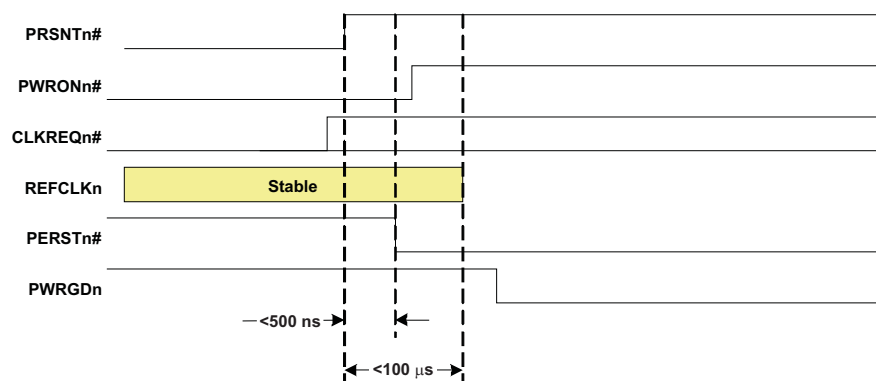 PRSNTn#
PWRONn#
CLKREQn#
REFCLKn
Stable
PERSTn#
PWRGDn
<500 ns
<100 μs